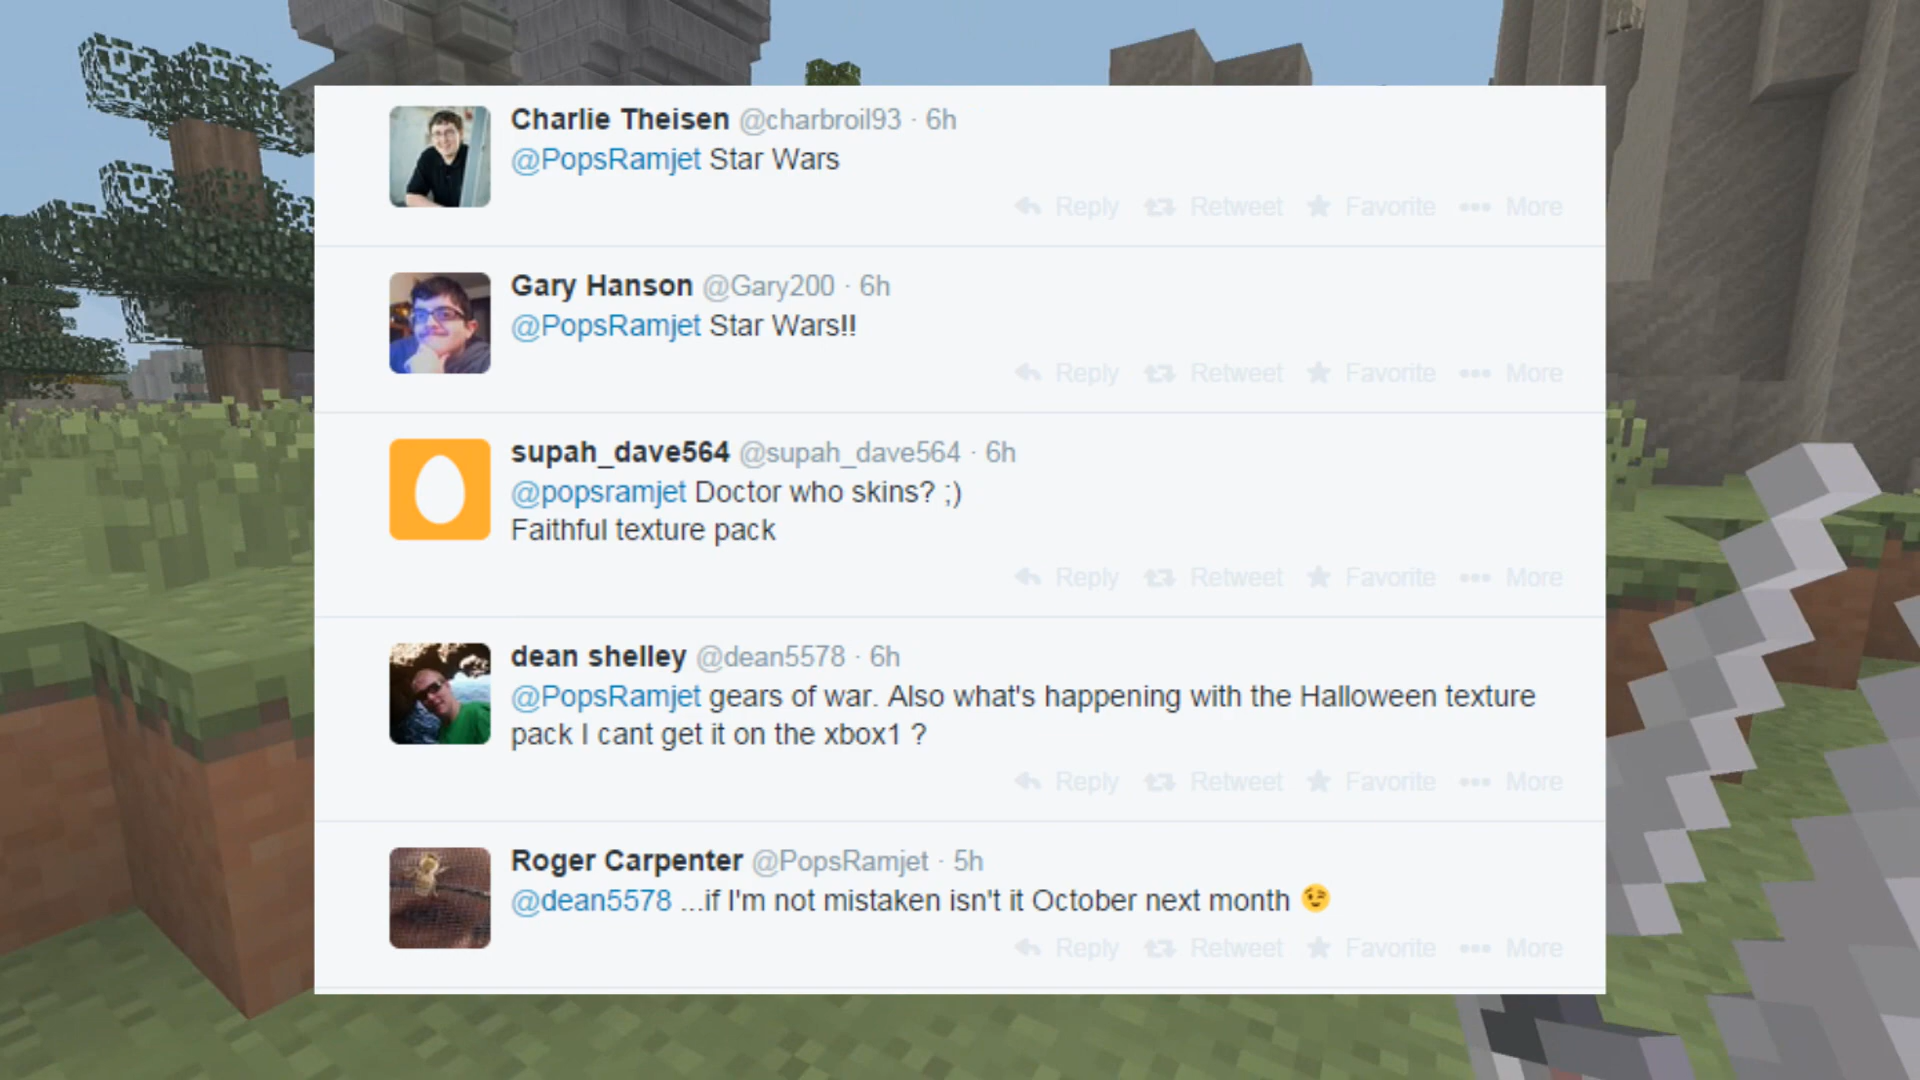 Charlie Theisen @charbroil93 · 6h
@PopsRamjet Star Wars
Reply Retweet Favorite More
Gary Hanson @Gary200 · 6h
@PopsRamjet Star Wars!!
Reply Retweet Favorite More
supah_dave564 @supah_dave564 · 6h
@popsramjet Doctor who skins? ;)
Faithful texture pack
Reply Retweet Favorite More
dean shelley @dean5578 · 6h
@PopsRamjet gears of war. Also what's happening with the Halloween texture
pack I cant get it on the xbox1 ?
Reply Retweet Favorite More
Roger Carpenter @PopsRamjet · 5h
@dean5578 ...if I'm not mistaken isn't it October next month 😉
Reply Retweet Favorite More